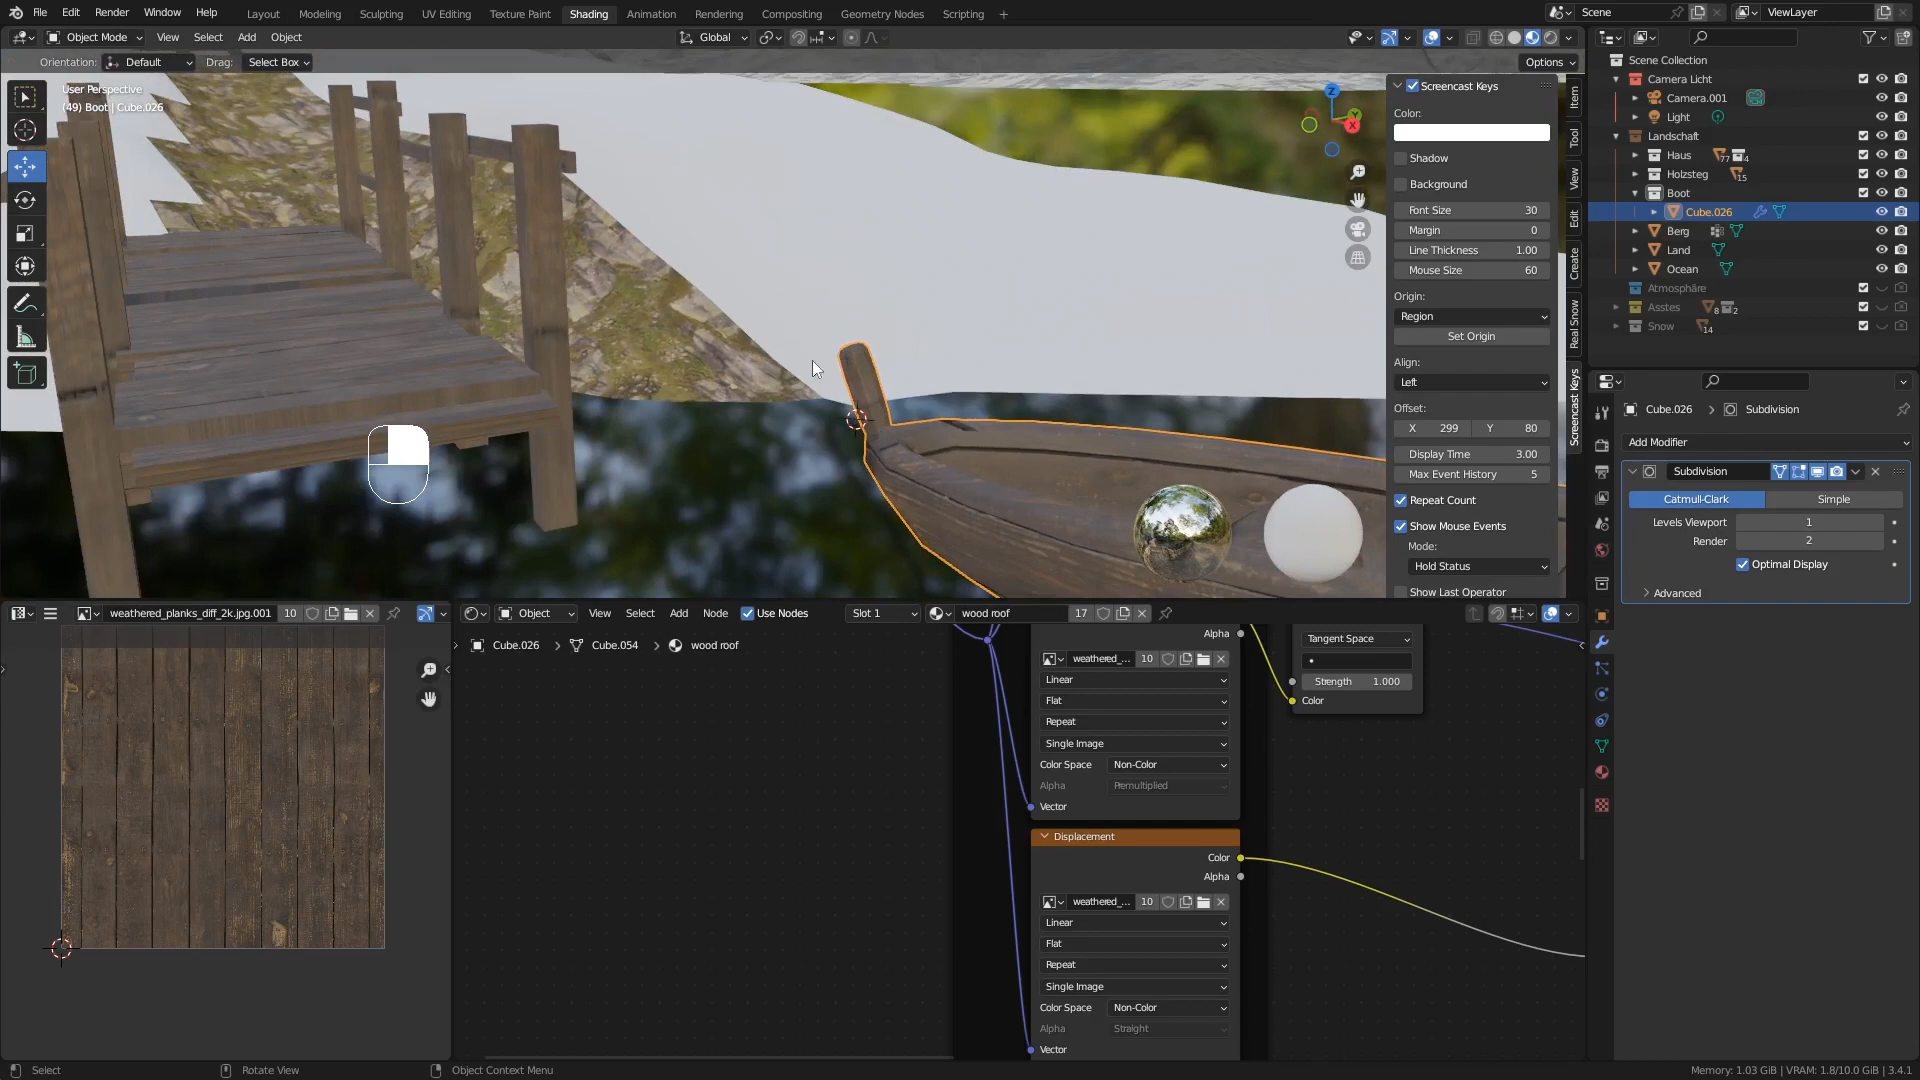 File Edit Render Window Help Layout Modeling Sculpting UV Editing Texture Paint Shading Animation Rendering Compositing Geometry Nodes Scripting + Scene ViewLayer
Object Mode View Select Add Object Global
Orientation: Default Drag: Select Box Options
User Perspective
(49) Boot | Cube.026
Z
Y
X
Screencast Keys
Color:
Shadow
Background
Font Size 30
Margin 0
Line Thickness 1.00
Mouse Size 60
Origin:
Region
Set Origin
Align:
Left
Offset:
X 299 Y 80
Display Time 3.00
Max Event History 5
Repeat Count
Show Mouse Events
Mode:
Hold Status
Show Last Operator
Item
Tool
View
Edit
Create
Real Snow
Screencast Keys
Scene Collection
Camera Licht
Camera.001
Light
Landschaft
Haus 77 4
Holzsteg 15
Boot
Cube.026
Berg
Land
Ocean
Atmosphäre
Asstes 8 2
Snow 14
Cube.026 > Subdivision
Add Modifier
Subdivision
Catmull-Clark Simple
Levels Viewport 1
Render 2
Optimal Display
Advanced
weathered_planks_diff_2k.jpg.001 10
Object View Select Add Node Use Nodes Slot 1 wood roof 17
Cube.026 > Cube.054 > wood roof
Alpha
weathered_... 10
Linear
Flat
Repeat
Single Image
Color Space Non-Color
Alpha Premultiplied
Vector
Tangent Space
Strength 1.000
Color
Displacement
Color
Alpha
weathered_... 10
Linear
Flat
Repeat
Single Image
Color Space Non-Color
Alpha Straight
Vector
Select Rotate View Object Context Menu Memory: 1.03 GiB | VRAM: 1.8/10.0 GiB | 3.4.1